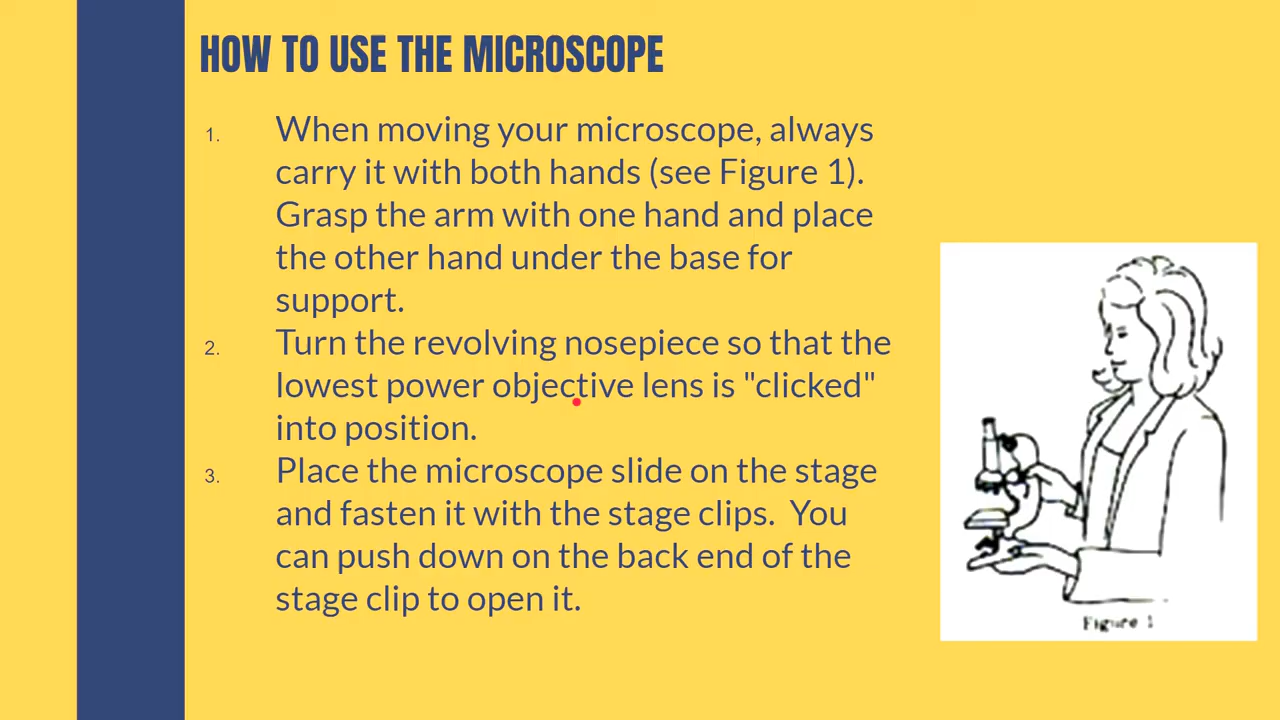 HOW TO USE THE MICROSCOPE
1. When moving your microscope, always
carry it with both hands (see Figure 1).
Grasp the arm with one hand and place
the other hand under the base for
support.
2. Turn the revolving nosepiece so that the
lowest power objective lens is "clicked"
into position.
3. Place the microscope slide on the stage
and fasten it with the stage clips.  You
can push down on the back end of the
stage clip to open it.
Figure 1